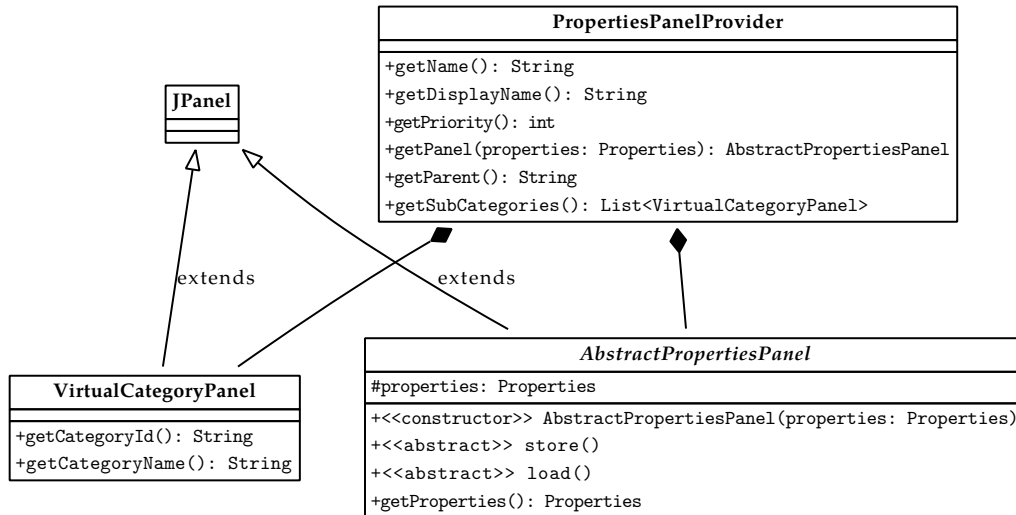 PropertiesPanelProvider
+getName(): String
+getDisplayName(): String
+getPriority(): int
+getPanel(properties: Properties): AbstractPropertiesPanel
+getParent(): String
+getSubCategories(): List<VirtualCategoryPanel>
JPanel
extends
extends
VirtualCategoryPanel
+getCategoryId(): String
+getCategoryName(): String
AbstractPropertiesPanel
#properties: Properties
+<<constructor>> AbstractPropertiesPanel(properties: Properties)
+<<abstract>> store()
+<<abstract>> load()
+getProperties(): Properties